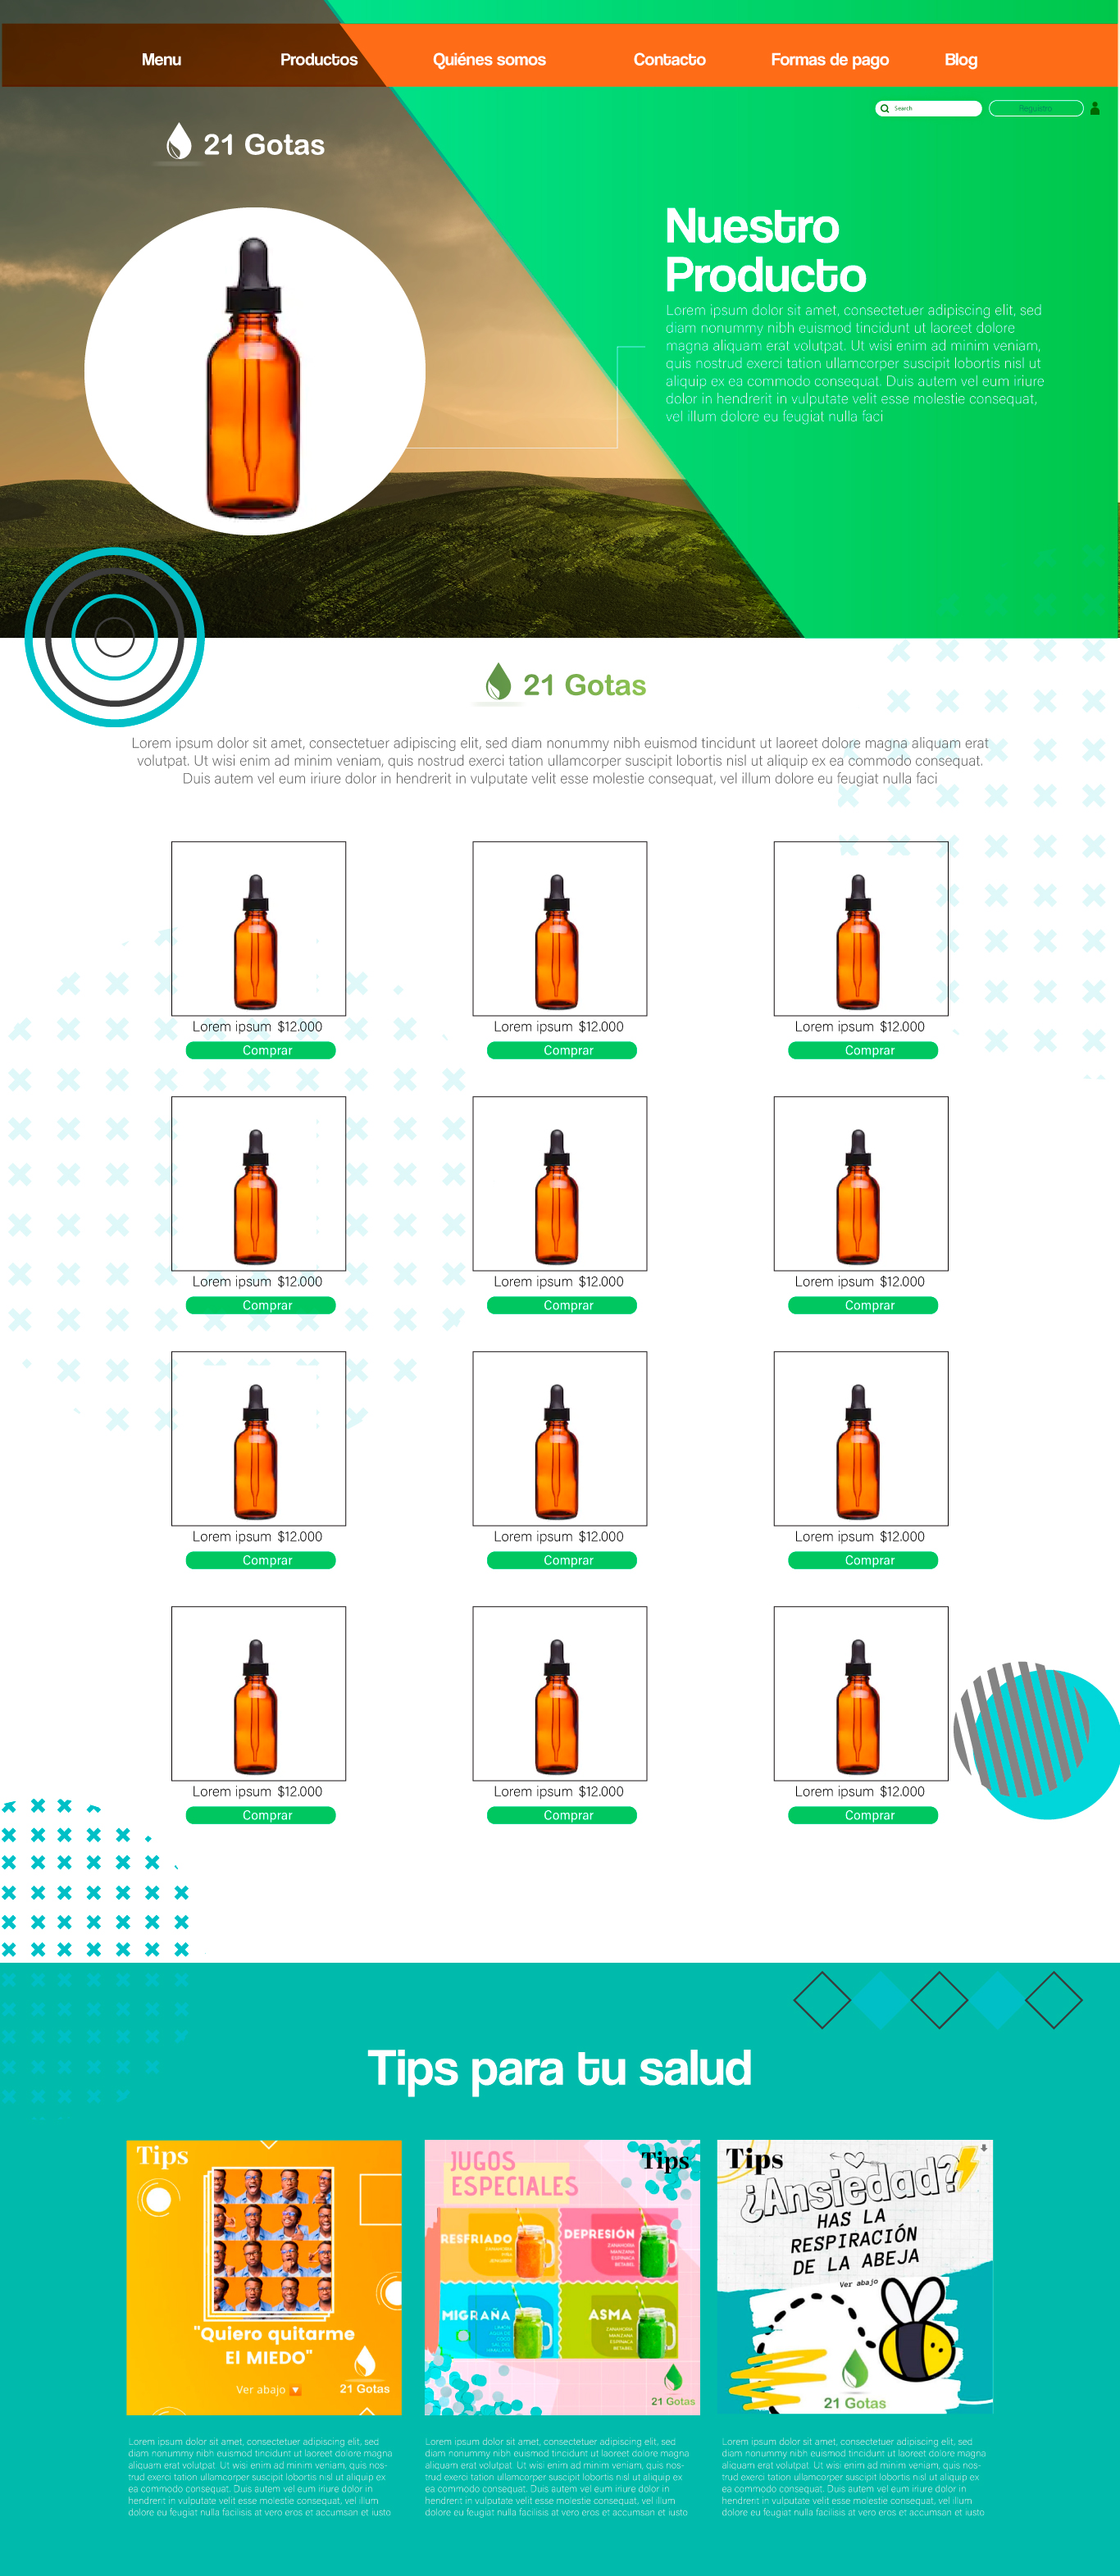 Menu
Productos
Quiénes somos
Contacto
Formas de pago
Blog
Search
21 Gotas
Nuestro
Producto
Lorem ipsum dolor sit amet, consectetuer adipiscing elit, sed
diam nonummy nibh euismod tincidunt ut laoreet dolore
magna aliquam erat volutpat. Ut wisi enim ad minim veniam,
quis nostrud exerci tation ullamcorper suscipit lobortis nisl ut
aliquip ex ea commodo consequat. Duis autem vel eum iriure
dolor in hendrerit in vulputate velit esse molestie consequat,
vel illum dolore eu feugiat nulla faci
21 Gotas
Lorem ipsum dolor sit amet, consectetuer adipiscing elit, sed diam nonummy nibh euismod tincidunt ut laoreet dolore magna aliquam erat
volutpat. Ut wisi enim ad minim veniam, quis nostrud exerci tation ullamcorper suscipit lobortis nisl ut aliquip ex ea commodo consequat.
Duis autem vel eum iriure dolor in hendrerit in vulputate velit esse molestie consequat, vel illum dolore eu feugiat nulla faci
Lorem ipsum $12.000
Comprar
Lorem ipsum $12.000
Comprar
Lorem ipsum $12.000
Comprar
Lorem ipsum $12.000
Comprar
Lorem ipsum $12.000
Comprar
Lorem ipsum $12.000
Comprar
Lorem ipsum $12.000
Comprar
Lorem ipsum $12.000
Comprar
Lorem ipsum $12.000
Comprar
Lorem ipsum $12.000
Comprar
Lorem ipsum $12.000
Comprar
Lorem ipsum $12.000
Comprar
Tips para tu salud
Tips
"Quiero quitarme
El MIEDO"
Ver abajo
21 Gotas
JUGOS
ESPECIALES
Tips
RESFRIADO
DEPRESIÓN
ZANAHORIA
MANZANA
ESPINACA
BETABEL
MIGRAÑA
ASMA
ZANAHORIA
MANZANA
ESPINACA
BETABEL
21 Gotas
Tips
¿Ansiedad?
HAS LA
RESPIRACIÓN
DE LA ABEJA
Ver abajo
21 Gotas
Lorem ipsum dolor sit amet, consectetuer adipiscing elit, sed
diam nonummy nibh euismod tincidunt ut laoreet dolore magna
aliquam erat volutpat. Ut wisi enim ad minim veniam, quis nos-
trud exerci tation ullamcorper suscipit lobortis nisl ut aliquip ex
ea commodo consequat. Duis autem vel eum iriure dolor in
hendrerit in vulputate velit esse molestie consequat, vel illum
dolore eu feugiat nulla facilisis at vero eros et accumsan et iusto
Lorem ipsum dolor sit amet, consectetuer adipiscing elit, sed
diam nonummy nibh euismod tincidunt ut laoreet dolore magna
aliquam erat volutpat. Ut wisi enim ad minim veniam, quis nos-
trud exerci tation ullamcorper suscipit lobortis nisl ut aliquip ex
ea commodo consequat. Duis autem vel eum iriure dolor in
hendrerit in vulputate velit esse molestie consequat, vel illum
dolore eu feugiat nulla facilisis at vero eros et accumsan et iusto
Lorem ipsum dolor sit amet, consectetuer adipiscing elit, sed
diam nonummy nibh euismod tincidunt ut laoreet dolore magna
aliquam erat volutpat. Ut wisi enim ad minim veniam, quis nos-
trud exerci tation ullamcorper suscipit lobortis nisl ut aliquip ex
ea commodo consequat. Duis autem vel eum iriure dolor in
hendrerit in vulputate velit esse molestie consequat, vel illum
dolore eu feugiat nulla facilisis at vero eros et accumsan et iusto